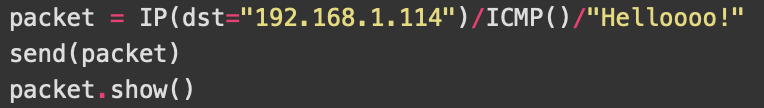 packet = IP(dst="192.168.1.114")/ICMP()/"Helloooo!"
send(packet)
packet.show()